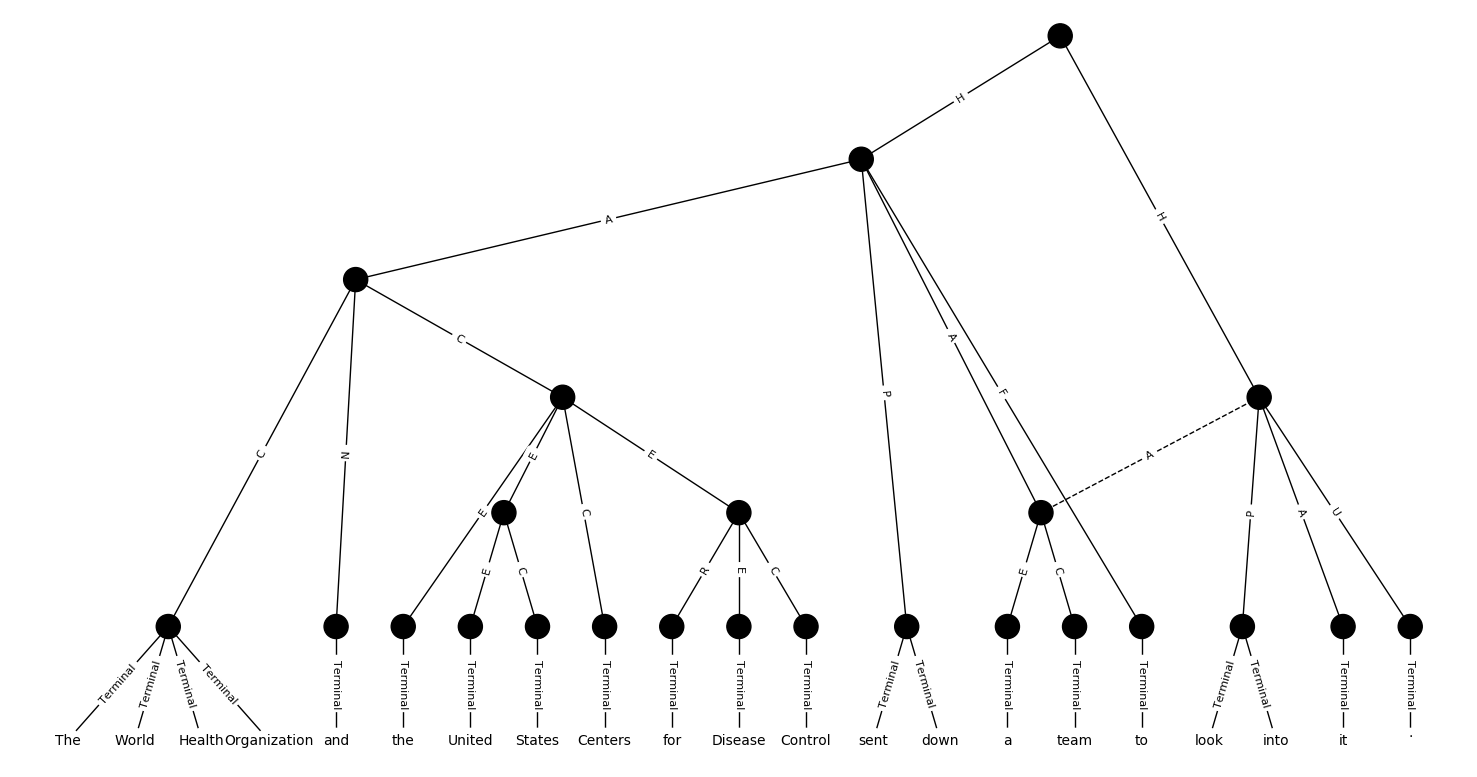 H
H
A
A
F
P
C
N
C
E
E
C
E
A
P
A
U
E
C
R
E
C
E
C
Terminal Terminal Terminal Terminal Terminal Terminal Terminal Terminal Terminal Terminal Terminal Terminal Terminal Terminal Terminal Terminal Terminal Terminal Terminal Terminal Terminal
The World Health Organization and the United States Centers for Disease Control sent down a team to look into it .